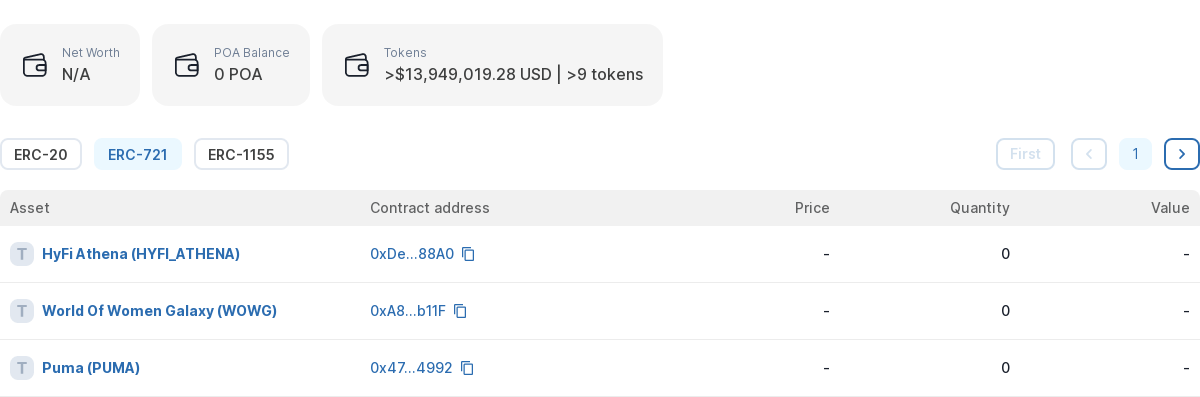 Net Worth
N/A
POA Balance
0 POA
Tokens
>$13,949,019.28 USD | >9 tokens
ERC-20 ERC-721 ERC-1155 First 1
Asset Contract address Price Quantity Value
T HyFi Athena (HYFI_ATHENA) 0xDe...88A0 - 0 -
T World Of Women Galaxy (WOWG) 0xA8...b11F - 0 -
T Puma (PUMA) 0x47...4992 - 0 -